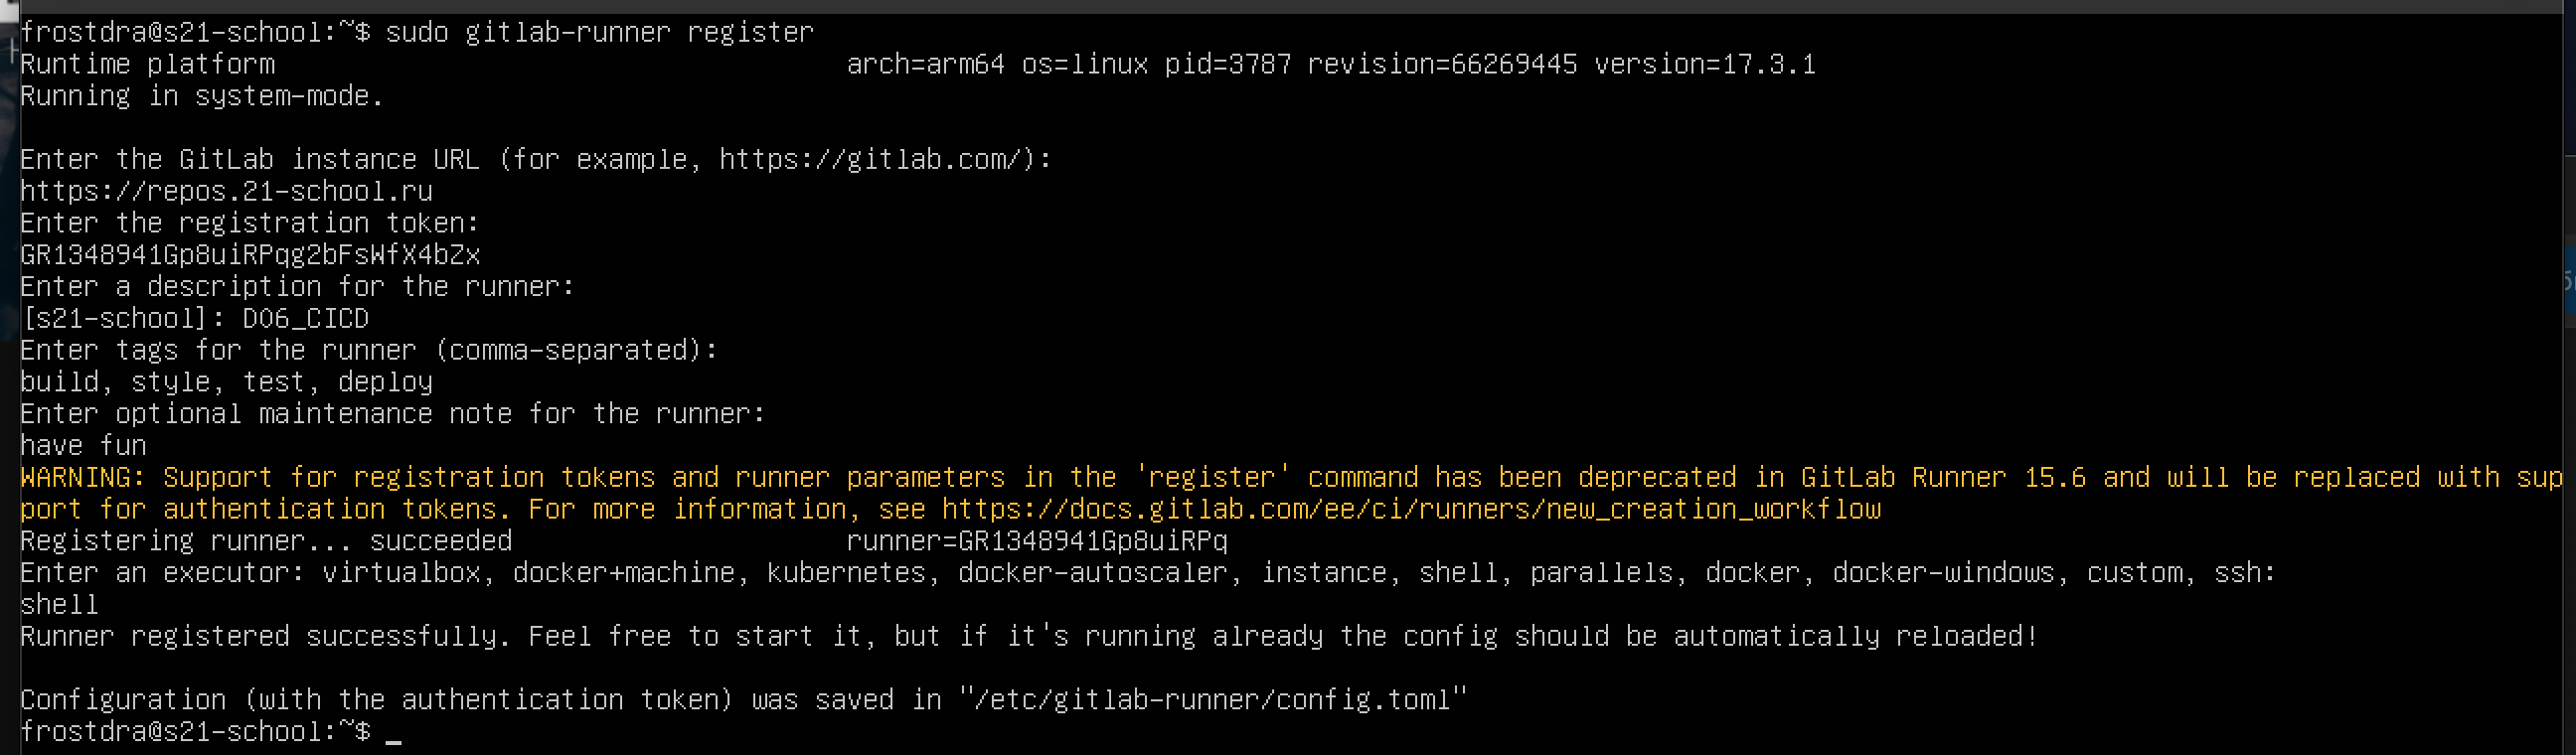 frostdra@s21-school:~$ sudo gitlab-runner register
Runtime platform                                    arch=arm64 os=linux pid=3787 revision=66269445 version=17.3.1
Running in system-mode.

Enter the GitLab instance URL (for example, https://gitlab.com/):
https://repos.21-school.ru
Enter the registration token:
GR1348941Gp8uiRPqg2bFsWfX4bZx
Enter a description for the runner:
[s21-school]: DO6_CICD
Enter tags for the runner (comma-separated):
build, style, test, deploy
Enter optional maintenance note for the runner:
have fun
WARNING: Support for registration tokens and runner parameters in the 'register' command has been deprecated in GitLab Runner 15.6 and will be replaced with sup
port for authentication tokens. For more information, see https://docs.gitlab.com/ee/ci/runners/new_creation_workflow
Registering runner... succeeded                     runner=GR1348941Gp8uiRPq
Enter an executor: virtualbox, docker+machine, kubernetes, docker-autoscaler, instance, shell, parallels, docker, docker-windows, custom, ssh:
shell
Runner registered successfully. Feel free to start it, but if it's running already the config should be automatically reloaded!

Configuration (with the authentication token) was saved in "/etc/gitlab-runner/config.toml"
frostdra@s21-school:~$ _